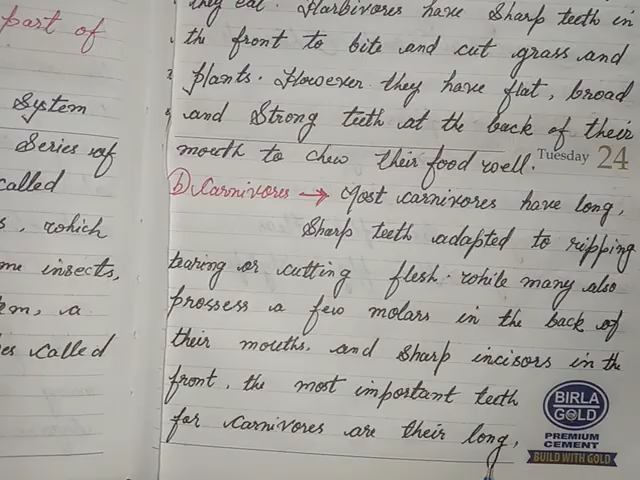 part of
System
Series of
called
s, which
me insects,
em, a
es called
they eat. Harbivores have Sharp teeth in
the front to bite and cut grass and
plants. However they have flat, broad
and Strong teeth at the back of their
mouth to chew their food well.
Tuesday 24
b) Carnivores → Most carnivores have long,
Sharp teeth adapted to ripping
tearing or cutting flesh. while many also
prossess a few molars in the back of
their mouths. and Sharp incisors in the
front, the most important teeth
for carnivores are their long,
BIRLA
GOLD
PREMIUM
CEMENT
BUILD WITH GOLD